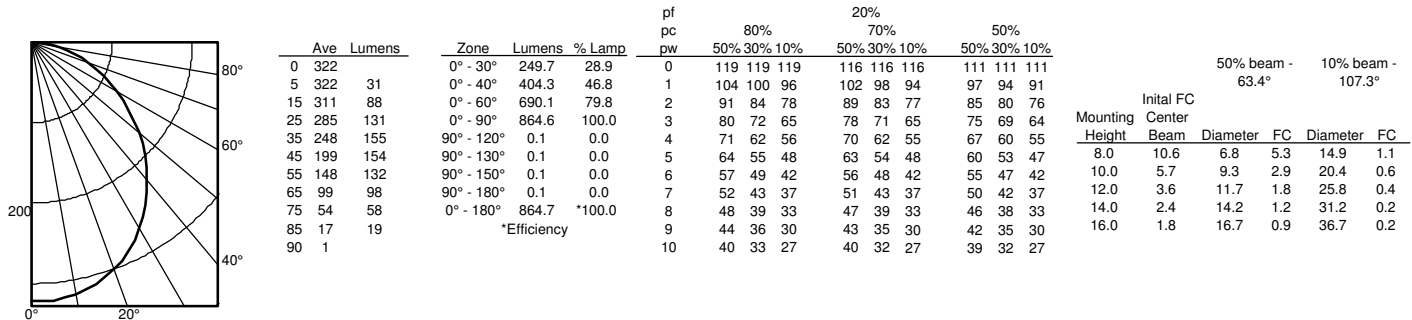 80°
60°
40°
20°
0°
200
Ave Lumens
0 322
5 322 31
15 311 88
25 285 131
35 248 155
45 199 154
55 148 132
65 99 98
75 54 58
85 17 19
90 1
Zone Lumens % Lamp
0° - 30° 249.7 28.9
0° - 40° 404.3 46.8
0° - 60° 690.1 79.8
0° - 90° 864.6 100.0
90° - 120° 0.1 0.0
90° - 130° 0.1 0.0
90° - 150° 0.1 0.0
90° - 180° 0.1 0.0
0° - 180° 864.7 *100.0
*Efficiency
pf 20%
pc 80% 70% 50%
pw 50% 30% 10% 50% 30% 10% 50% 30% 10%
0 119 119 119 116 116 116 111 111 111
1 104 100 96 102 98 94 97 94 91
2 91 84 78 89 83 77 85 80 76
3 80 72 65 78 71 65 75 69 64
4 71 62 56 70 62 55 67 60 55
5 64 55 48 63 54 48 60 53 47
6 57 49 42 56 48 42 55 47 42
7 52 43 37 51 43 37 50 42 37
8 48 39 33 47 39 33 46 38 33
9 44 36 30 43 35 30 42 35 30
10 40 33 27 40 32 27 39 32 27
50% beam - 10% beam -
63.4° 107.3°
Inital FC
Mounting Center
Height Beam Diameter FC Diameter FC
8.0 10.6 6.8 5.3 14.9 1.1
10.0 5.7 9.3 2.9 20.4 0.6
12.0 3.6 11.7 1.8 25.8 0.4
14.0 2.4 14.2 1.2 31.2 0.2
16.0 1.8 16.7 0.9 36.7 0.2